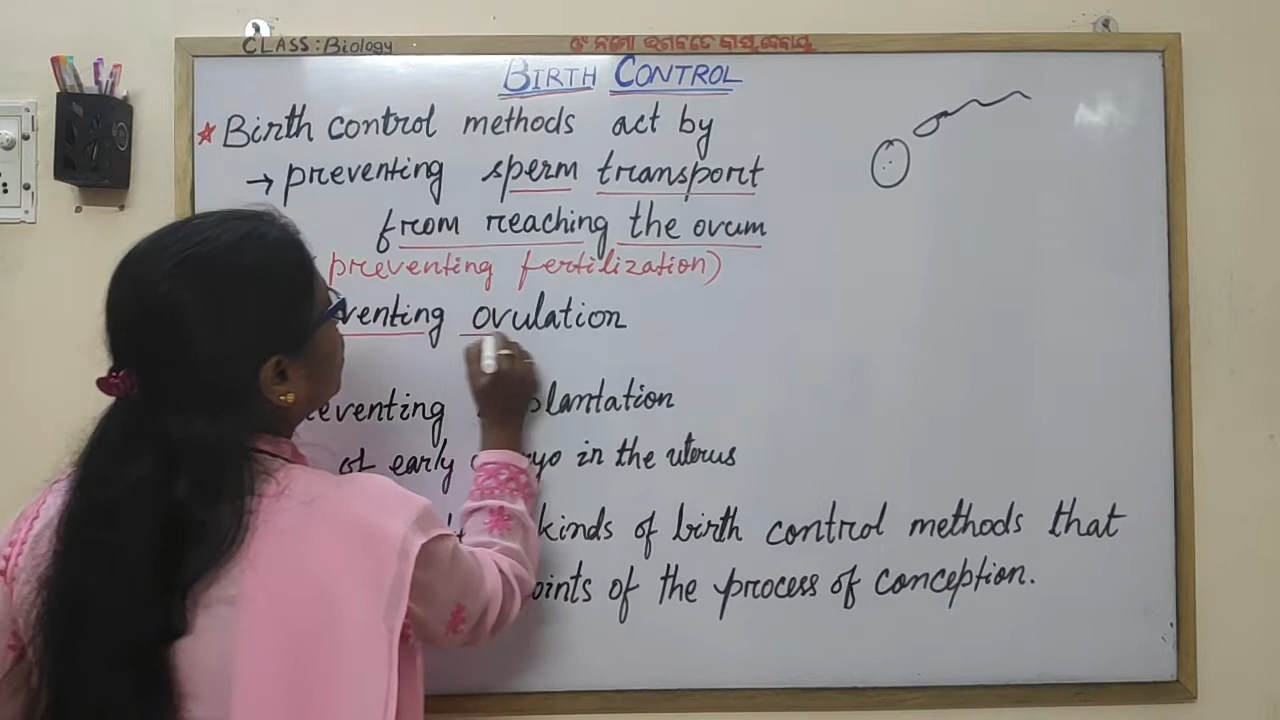 CLASS: Biology
ଓଁ ନମୋ ଭଗବତେ ବାସୁଦେବାୟ
BIRTH CONTROL
★ Birth control methods act by
→ preventing sperm transport
from reaching the ovum
preventing fertilization)
venting ovulation
eventing plantation
of early yo in the uterus
kinds of birth control methods that
oints of the process of conception.